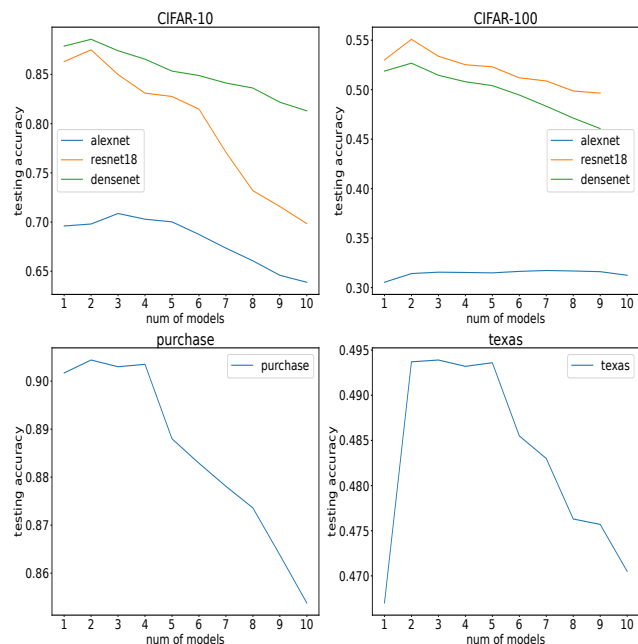 CIFAR-10
testing accuracy
0.85
0.80
0.75
0.70
0.65
alexnet
resnet18
densenet
1 2 3 4 5 6 7 8 9 10
num of models
CIFAR-100
testing accuracy
0.55
0.50
0.45
0.40
0.35
0.30
alexnet
resnet18
densenet
1 2 3 4 5 6 7 8 9 10
num of models
purchase
testing accuracy
0.90
0.89
0.88
0.87
0.86
purchase
1 2 3 4 5 6 7 8 9 10
num of models
texas
testing accuracy
0.495
0.490
0.485
0.480
0.475
0.470
texas
1 2 3 4 5 6 7 8 9 10
num of models